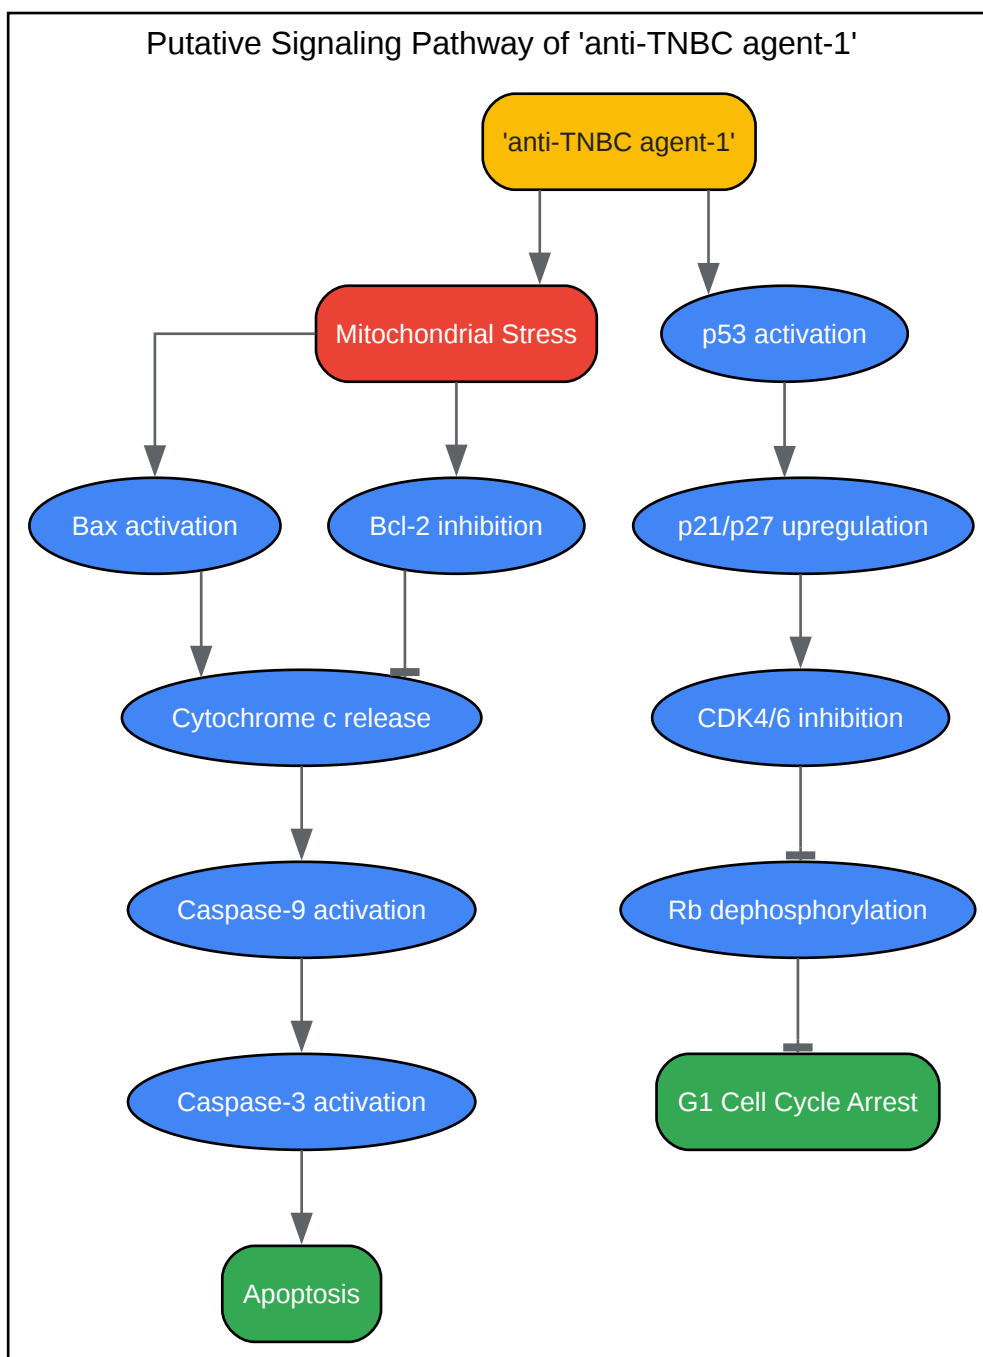 Putative Signaling Pathway of 'anti-TNBC agent-1'
'anti-TNBC agent-1'
Mitochondrial Stress
p53 activation
Bax activation
Bcl-2 inhibition
p21/p27 upregulation
Cytochrome c release
CDK4/6 inhibition
Caspase-9 activation
Rb dephosphorylation
Caspase-3 activation
G1 Cell Cycle Arrest
Apoptosis